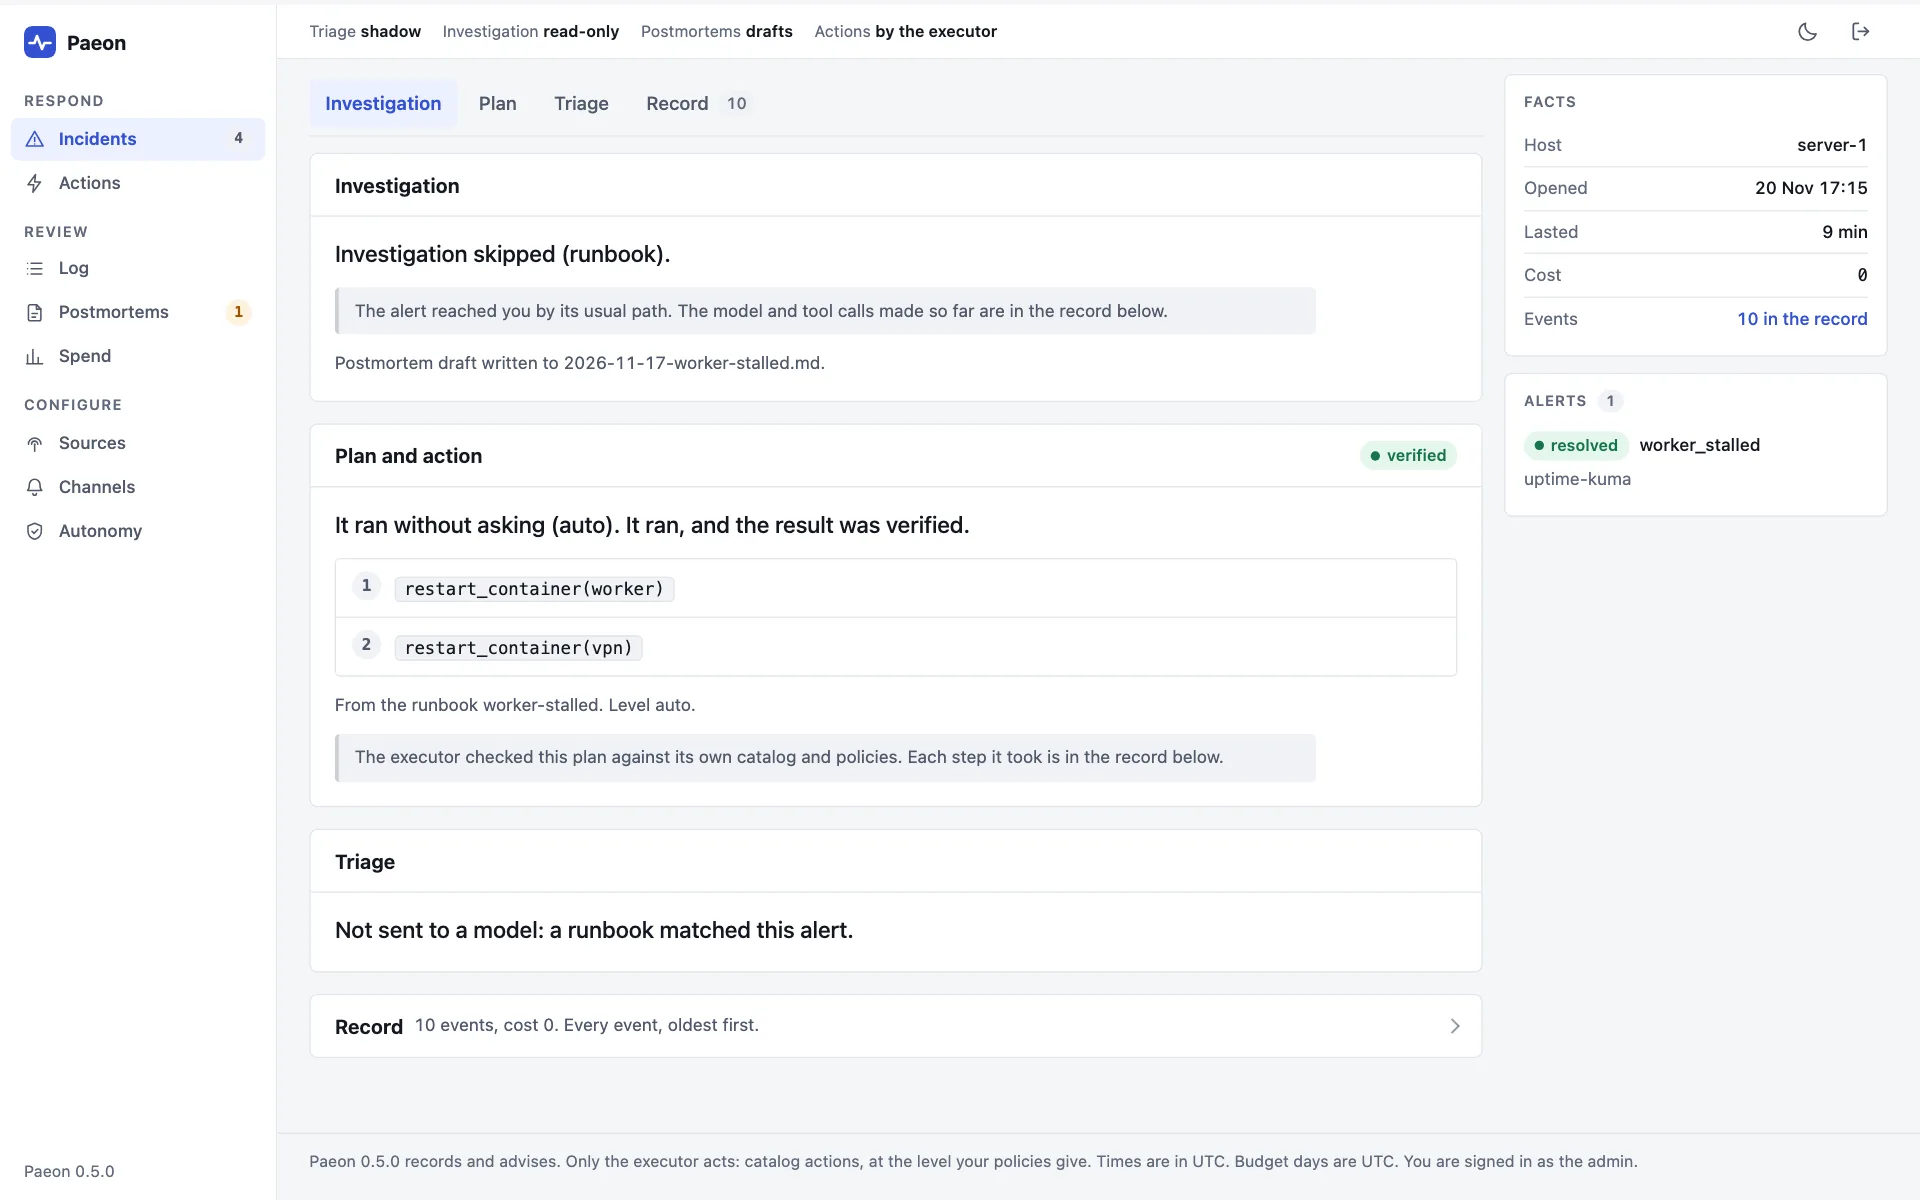 Paeon
RESPOND
Incidents 4
Actions
REVIEW
Log
Postmortems 1
Spend
CONFIGURE
Sources
Channels
Autonomy
Paeon 0.5.0
Triage shadow Investigation read-only Postmortems drafts Actions by the executor
Investigation Plan Triage Record 10
Investigation
Investigation skipped (runbook).
The alert reached you by its usual path. The model and tool calls made so far are in the record below.
Postmortem draft written to 2026-11-17-worker-stalled.md.
Plan and action verified
It ran without asking (auto). It ran, and the result was verified.
1 restart_container(worker)
2 restart_container(vpn)
From the runbook worker-stalled. Level auto.
The executor checked this plan against its own catalog and policies. Each step it took is in the record below.
Triage
Not sent to a model: a runbook matched this alert.
Record 10 events, cost 0. Every event, oldest first.
FACTS
Host server-1
Opened 20 Nov 17:15
Lasted 9 min
Cost 0
Events 10 in the record
ALERTS 1
resolved worker_stalled
uptime-kuma
Paeon 0.5.0 records and advises. Only the executor acts: catalog actions, at the level your policies give. Times are in UTC. Budget days are UTC. You are signed in as the admin.